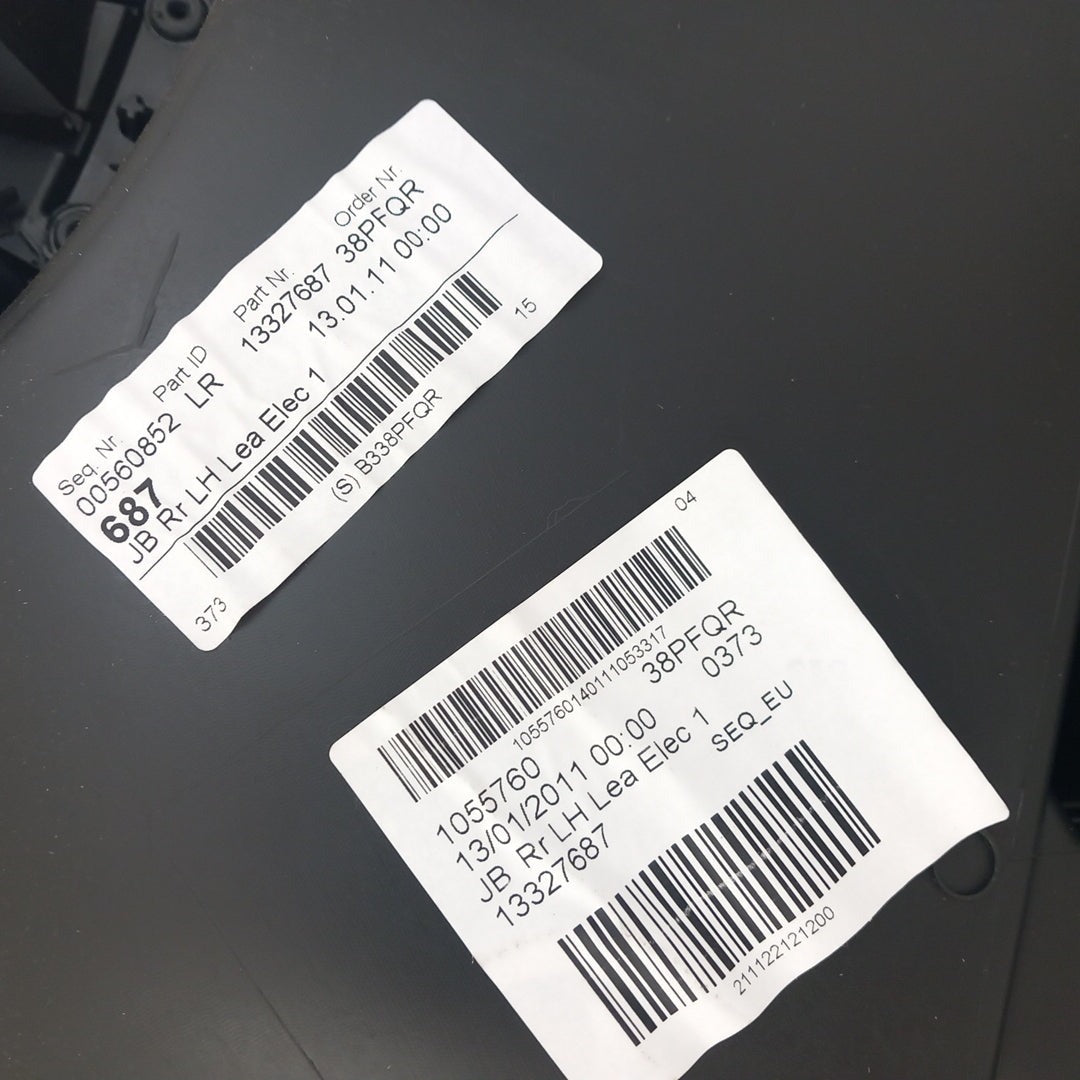 Seq. Nr. Part ID Part Nr. Order Nr.
00560852 LR 13327687 38PFQR
687 13.01.11 00:00
JB Rr LH Lea Elec 1
373 (S) B338PFQR 15
04
1055760140111053317
1055760 38PFQR
13/01/2011 00:00 0373
JB Rr LH Lea Elec 1
13327687 SEQ_EU
211122121200